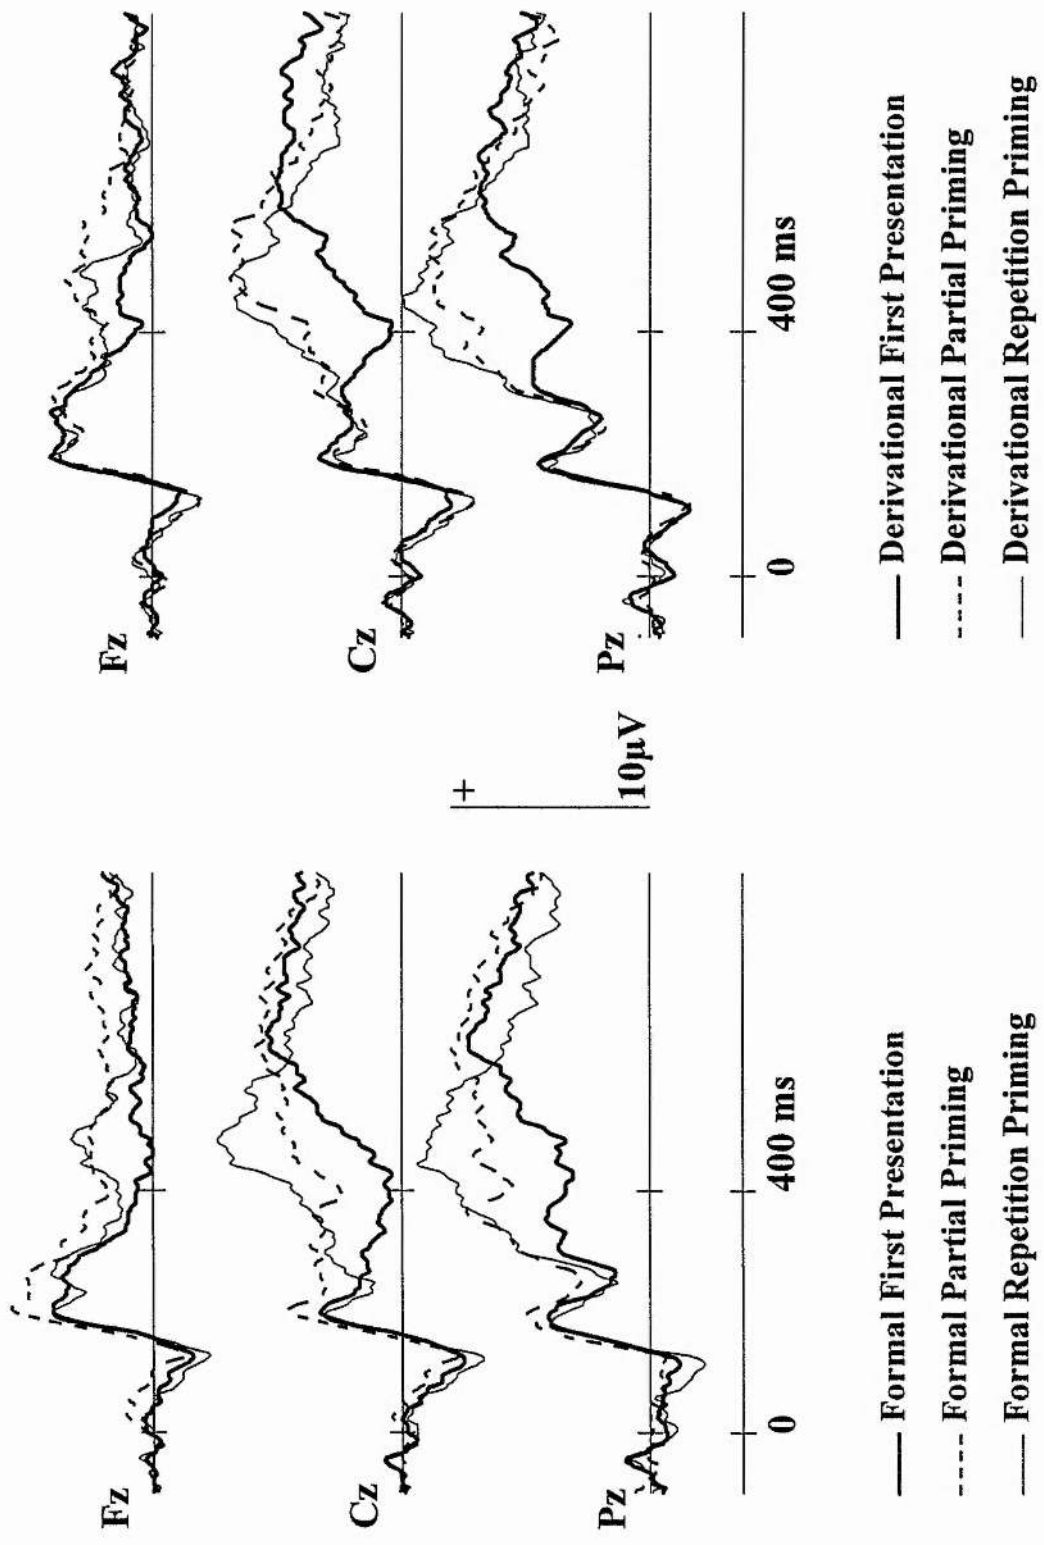 Fz
Cz
Pz
0
400 ms
Formal First Presentation
Formal Partial Priming
Formal Repetition Priming
+
10µV
Fz
Cz
Pz
0
400 ms
Derivational First Presentation
Derivational Partial Priming
Derivational Repetition Priming